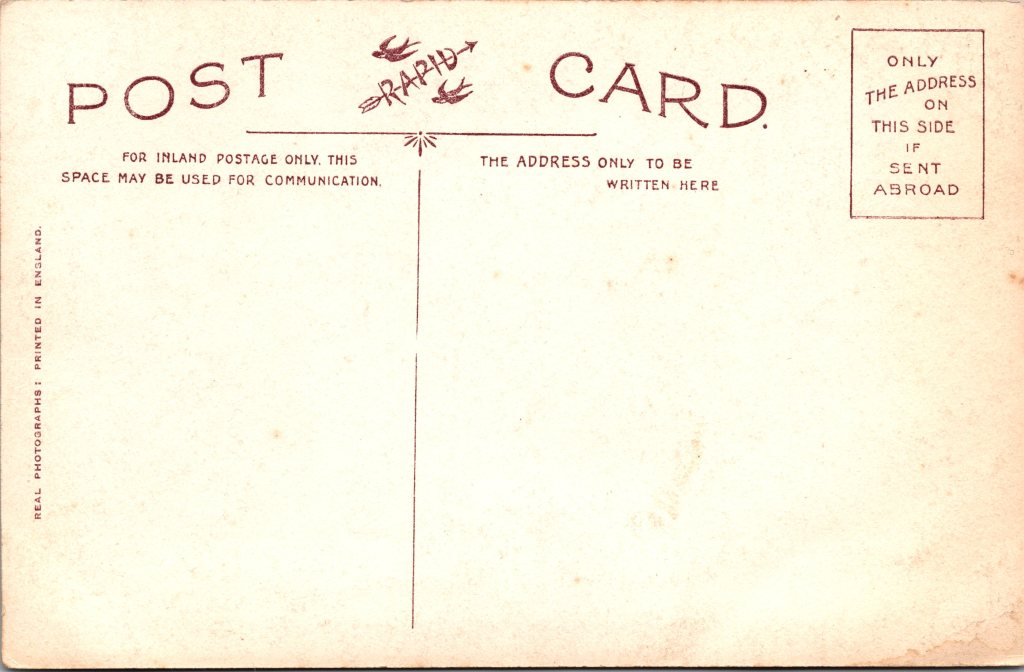 POST RAPID CARD.
FOR INLAND POSTAGE ONLY. THIS
SPACE MAY BE USED FOR COMMUNICATION.
THE ADDRESS ONLY TO BE
WRITTEN HERE
ONLY
THE ADDRESS
ON
THIS SIDE
IF
SENT
ABROAD
REAL PHOTOGRAPHS: PRINTED IN ENGLAND.